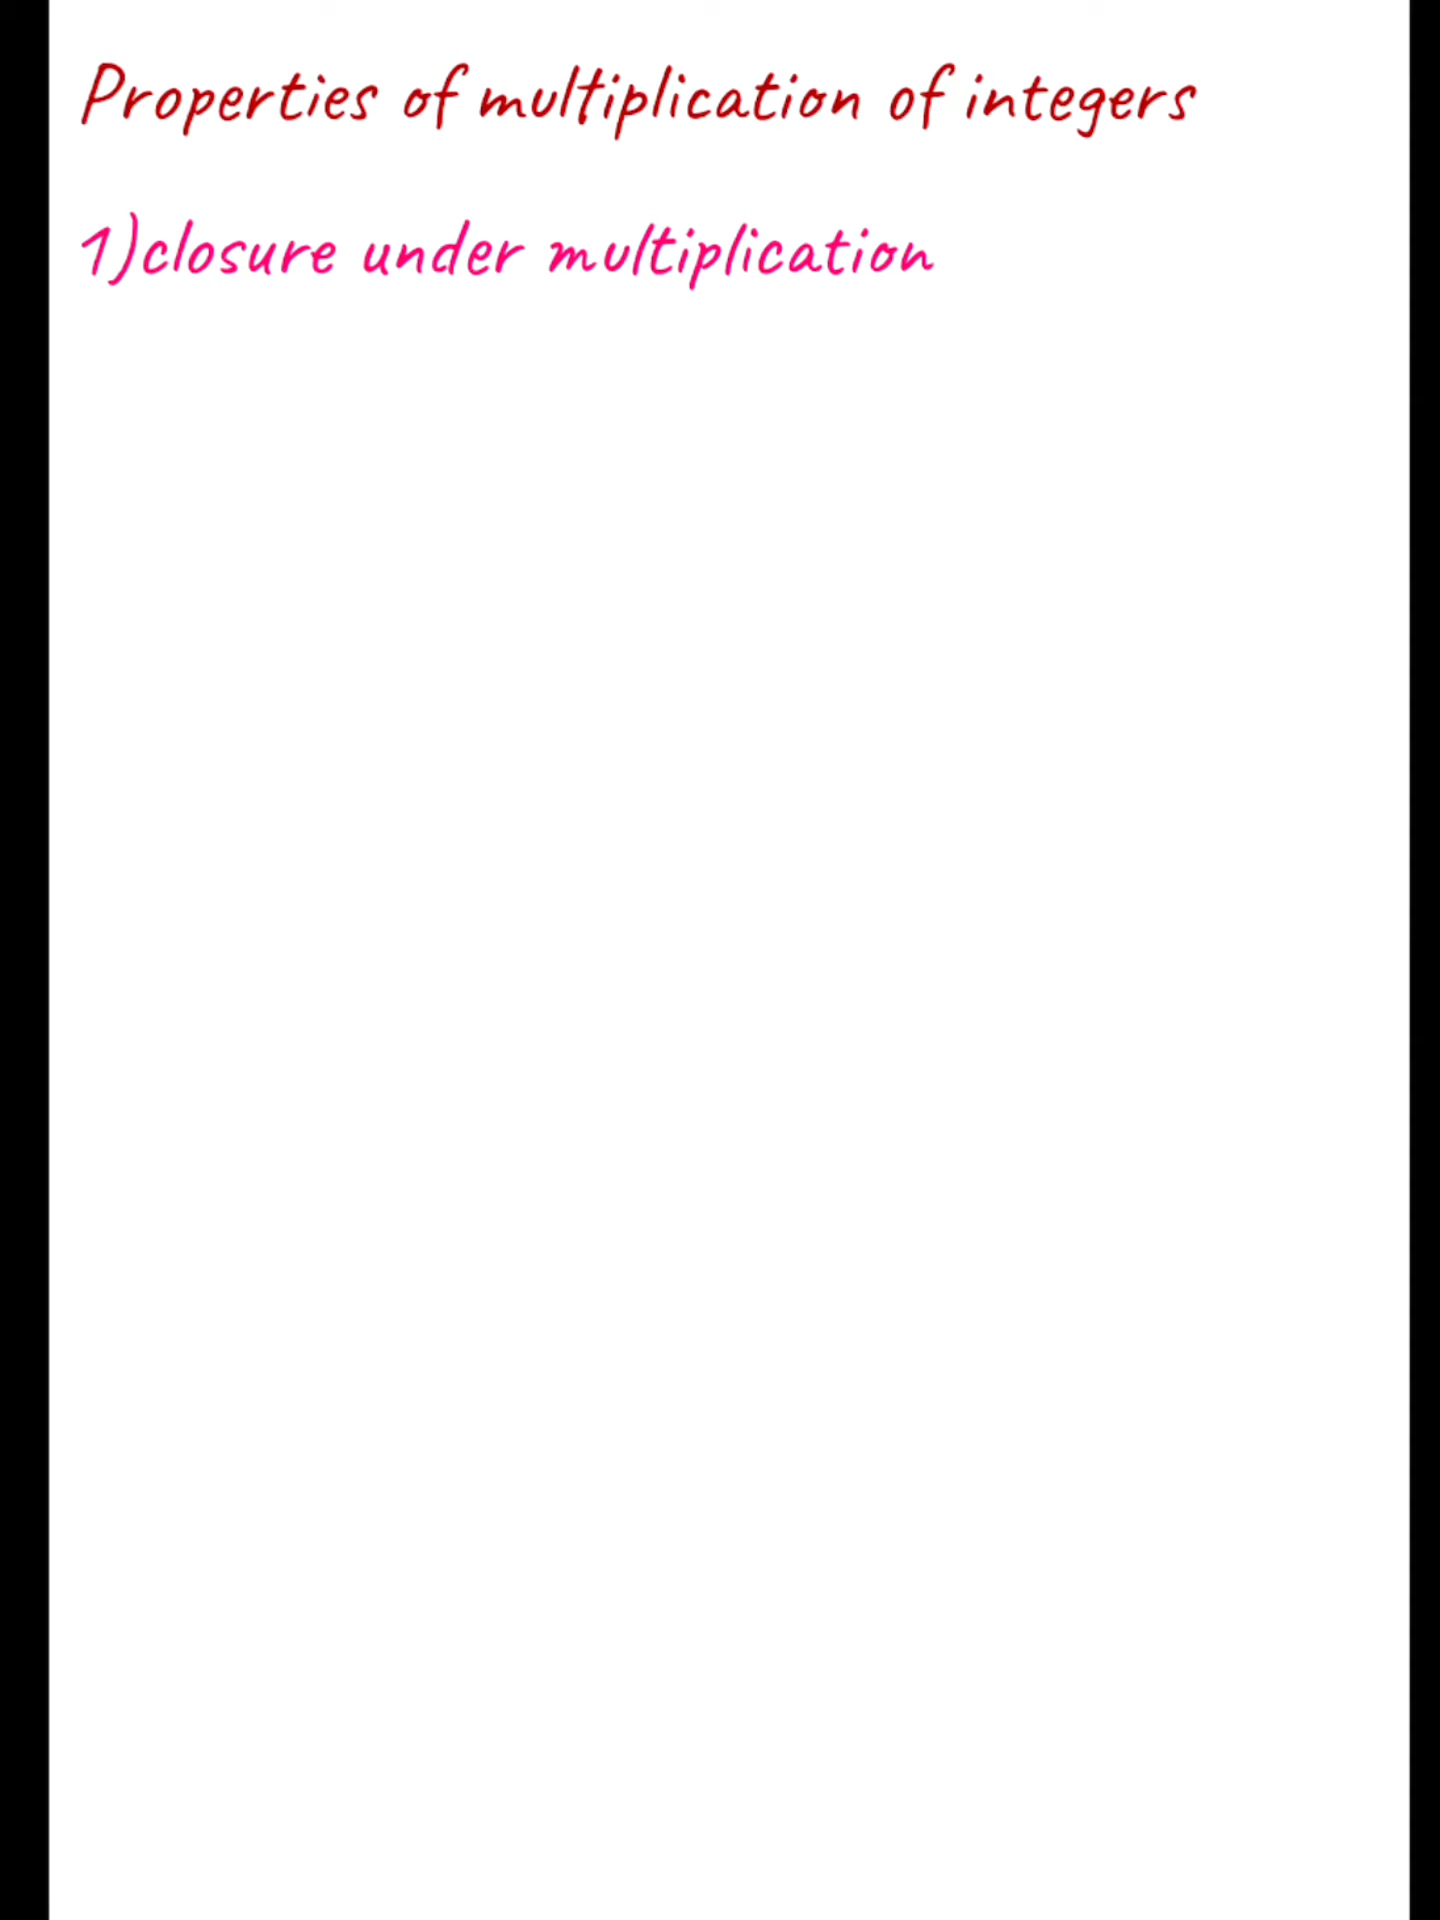 Properties of multiplication of integers
1)closure under multiplication